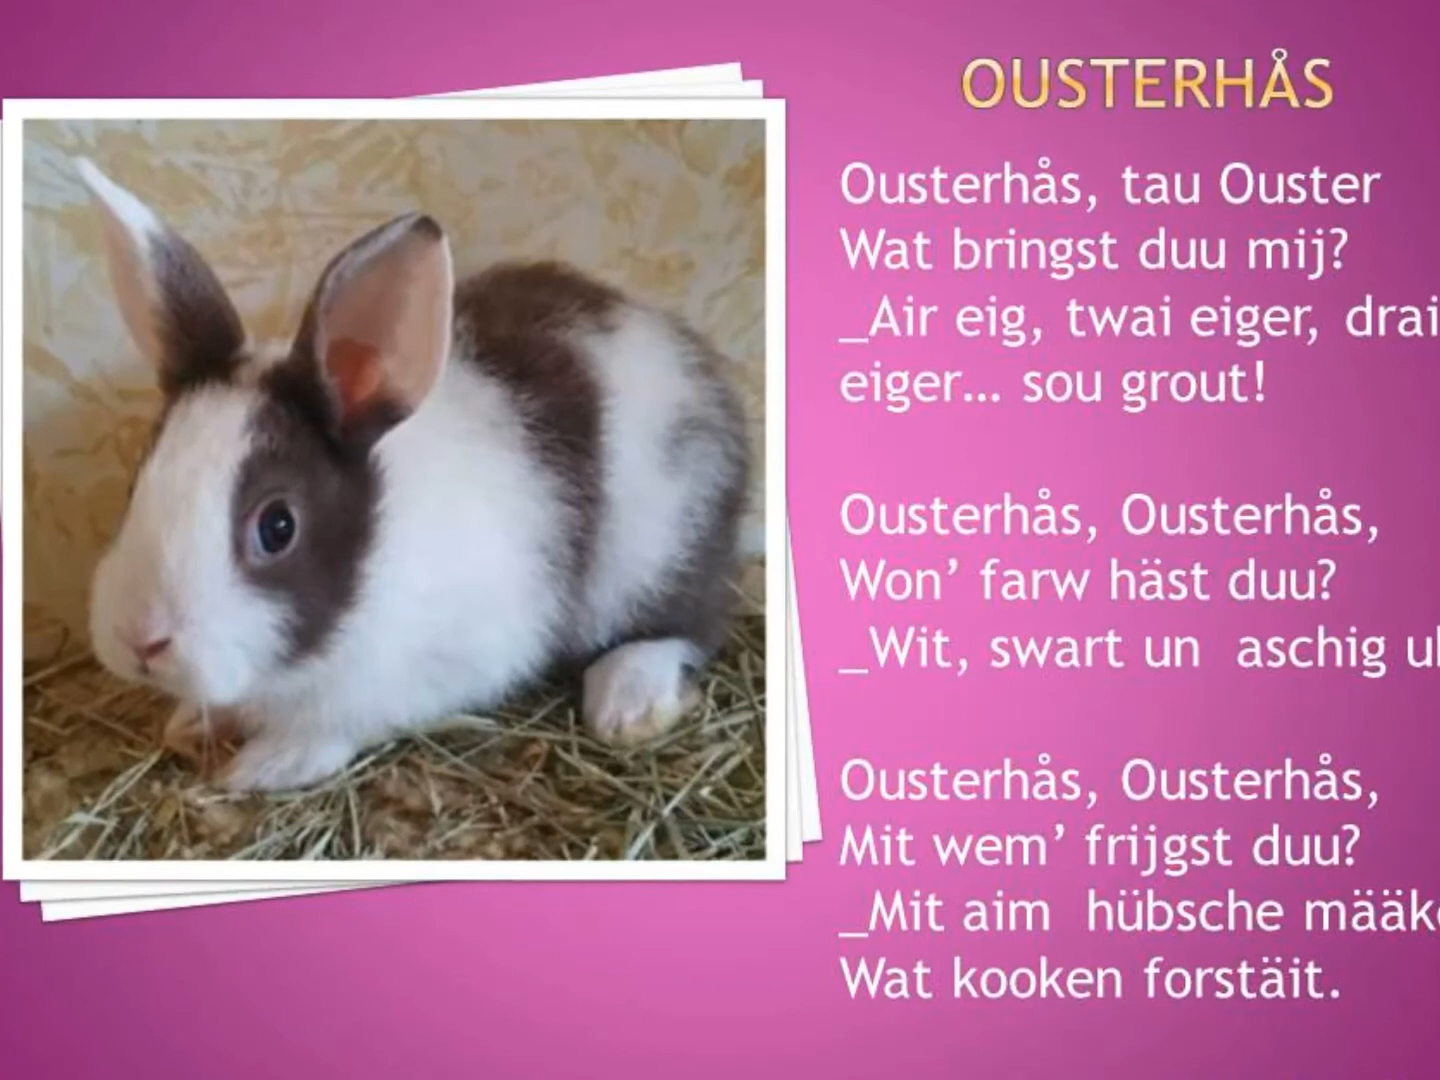 OUSTERHÅS
Ousterhås, tau Ouster
Wat bringst duu mij?
_Air eig, twai eiger, drai
eiger... sou grout!
Ousterhås, Ousterhås,
Won’ farw häst duu?
_Wit, swart un aschig
Ousterhås, Ousterhås,
Mit wem’ frijgst duu?
_Mit aim hübsche
Wat kooken forstäit.